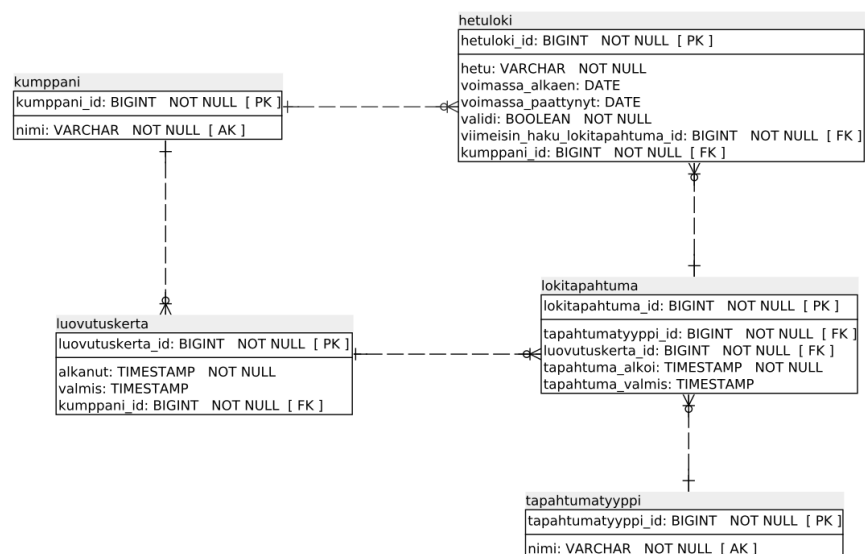 hetuloki
hetuloki_id: BIGINT NOT NULL [ PK ]
hetu: VARCHAR NOT NULL
voimassa_alkaen: DATE
voimassa_paattynyt: DATE
validi: BOOLEAN NOT NULL
viimeisin_haku_lokitapahtuma_id: BIGINT NOT NULL [ FK ]
kumppani_id: BIGINT NOT NULL [ FK ]
kumppani
kumppani_id: BIGINT NOT NULL [ PK ]
nimi: VARCHAR NOT NULL [ AK ]
lokitapahtuma
lokitapahtuma_id: BIGINT NOT NULL [ PK ]
tapahtumatyyppi_id: BIGINT NOT NULL [ FK ]
luovutuskerta_id: BIGINT NOT NULL [ FK ]
tapahtuma_alkoi: TIMESTAMP NOT NULL
tapahtuma_valmis: TIMESTAMP
luovutuskerta
luovutuskerta_id: BIGINT NOT NULL [ PK ]
alkanut: TIMESTAMP NOT NULL
valmis: TIMESTAMP
kumppani_id: BIGINT NOT NULL [ FK ]
tapahtumatyyppi
tapahtumatyyppi_id: BIGINT NOT NULL [ PK ]
nimi: VARCHAR NOT NULL [ AK ]